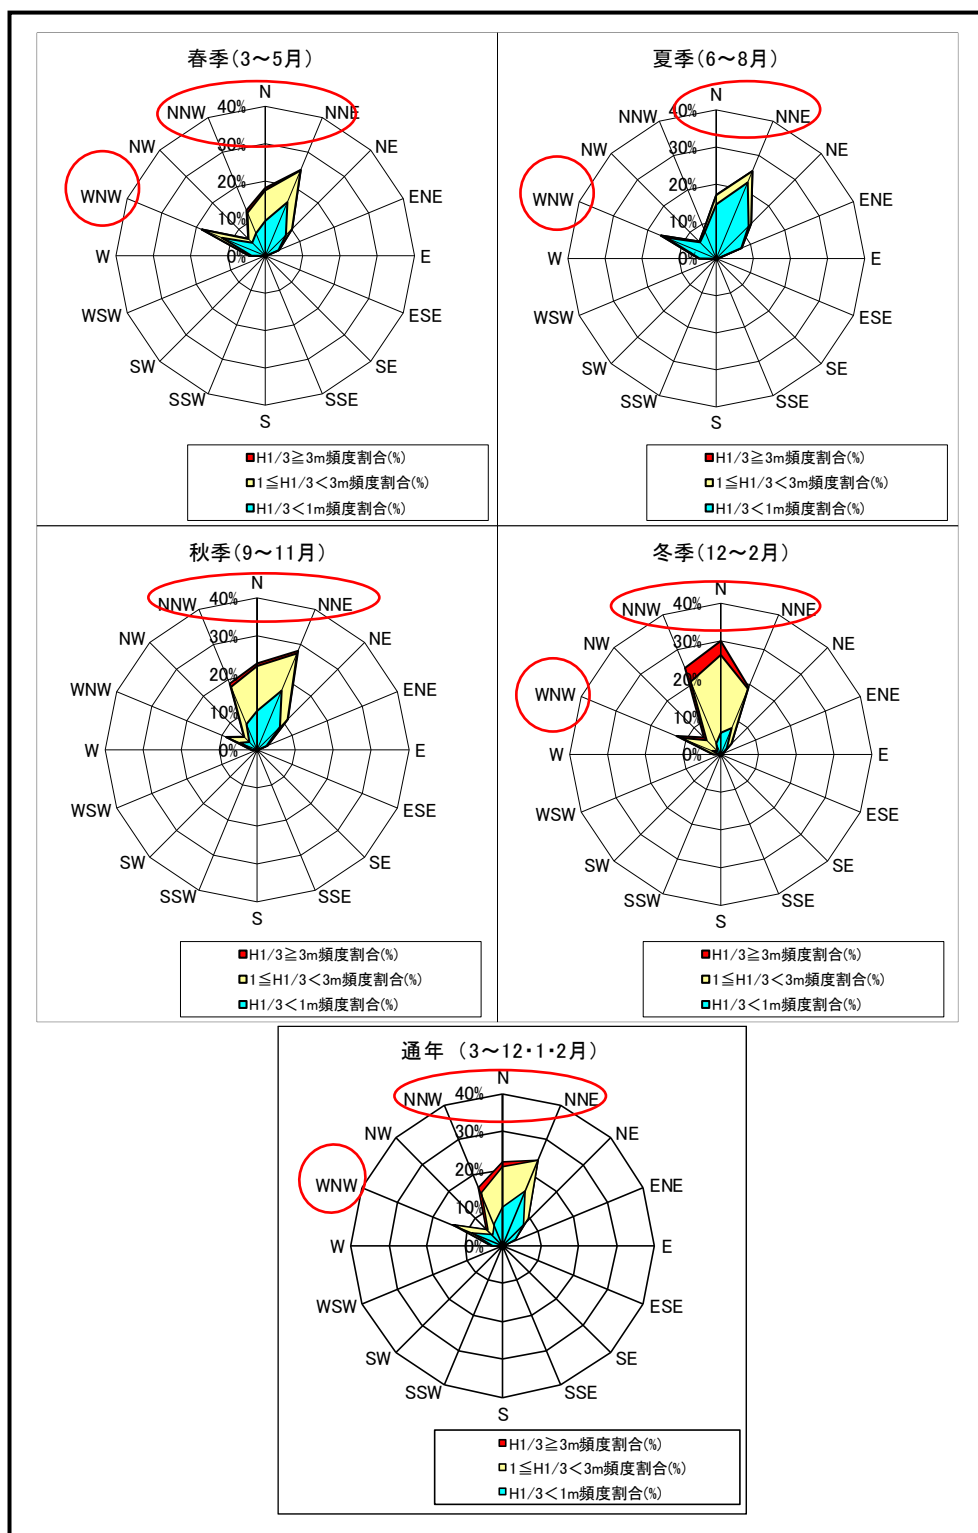 春季(3～5月)
N
NNE
NE
ENE
E
ESE
SE
SSE
S
SSW
SW
WSW
W
WNW
NW
NNW
40%
30%
20%
10%
0%
H1/3≧3m頻度割合(%)
1≦H1/3＜3m頻度割合(%)
H1/3＜1m頻度割合(%)
夏季(6～8月)
N
NNE
NE
ENE
E
ESE
SE
SSE
S
SSW
SW
WSW
W
WNW
NW
NNW
40%
30%
20%
10%
0%
H1/3≧3m頻度割合(%)
1≦H1/3＜3m頻度割合(%)
H1/3＜1m頻度割合(%)
秋季(9～11月)
N
NNE
NE
ENE
E
ESE
SE
SSE
S
SSW
SW
WSW
W
WNW
NW
NNW
40%
30%
20%
10%
0%
H1/3≧3m頻度割合(%)
1≦H1/3＜3m頻度割合(%)
H1/3＜1m頻度割合(%)
冬季(12～2月)
N
NNE
NE
ENE
E
ESE
SE
SSE
S
SSW
SW
WSW
W
WNW
NW
NNW
40%
30%
20%
10%
0%
H1/3≧3m頻度割合(%)
1≦H1/3＜3m頻度割合(%)
H1/3＜1m頻度割合(%)
通年 (3～12・1・2月)
N
NNE
NE
ENE
E
ESE
SE
SSE
S
SSW
SW
WSW
W
WNW
NW
NNW
40%
30%
20%
10%
0%
H1/3≧3m頻度割合(%)
1≦H1/3＜3m頻度割合(%)
H1/3＜1m頻度割合(%)